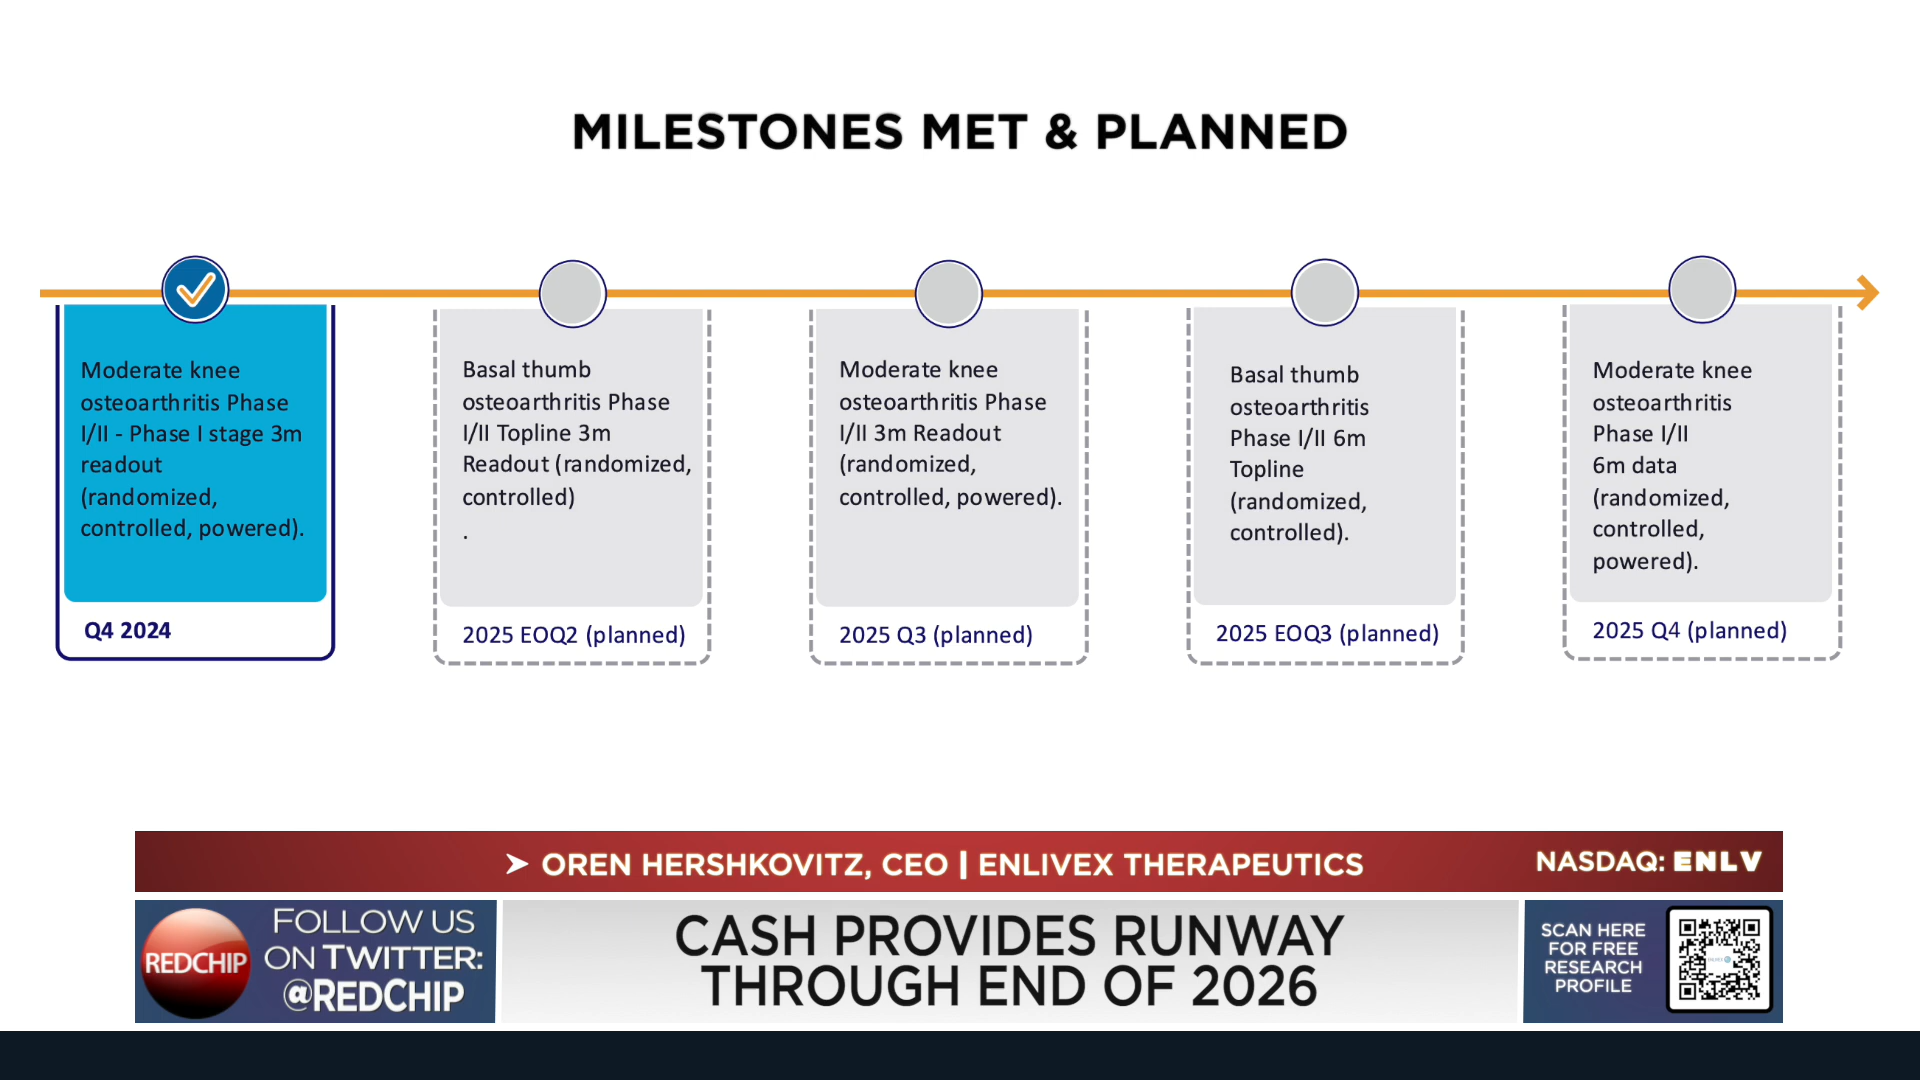 MILESTONES MET & PLANNED
Moderate knee
osteoarthritis Phase
I/II - Phase I stage 3m
readout
(randomized,
controlled, powered).
Q4 2024
Basal thumb
osteoarthritis Phase
I/II Topline 3m
Readout (randomized,
controlled)
.
2025 EOQ2 (planned)
Moderate knee
osteoarthritis Phase
I/II 3m Readout
(randomized,
controlled, powered).
2025 Q3 (planned)
Basal thumb
osteoarthritis
Phase I/II 6m
Topline
(randomized,
controlled).
2025 EOQ3 (planned)
Moderate knee
osteoarthritis
Phase I/II
6m data
(randomized,
controlled,
powered).
2025 Q4 (planned)
OREN HERSHKOVITZ, CEO | ENLIVEX THERAPEUTICS
NASDAQ: ENLV
REDCHIP
FOLLOW US
ON TWITTER:
@REDCHIP
CASH PROVIDES RUNWAY
THROUGH END OF 2026
SCAN HERE
FOR FREE
RESEARCH
PROFILE